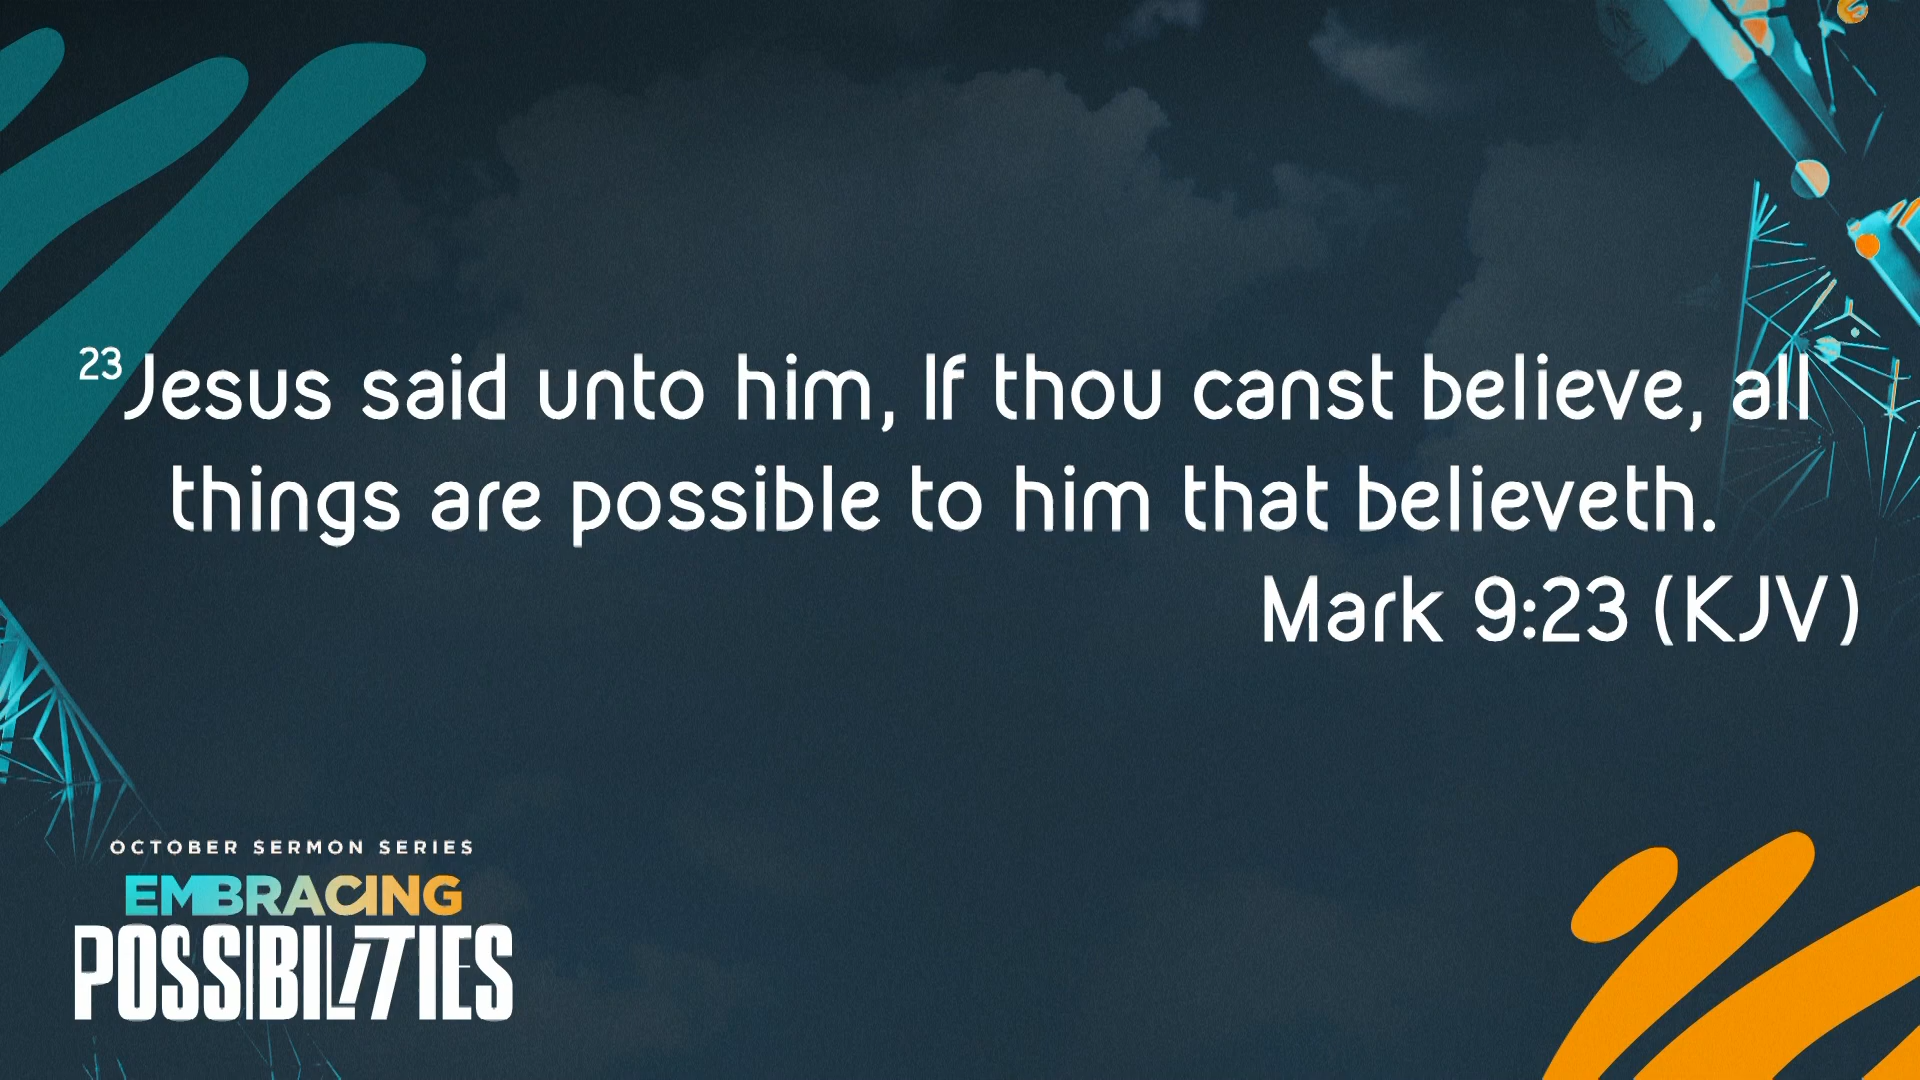 23 Jesus said unto him, If thou canst believe, all
things are possible to him that believeth.
Mark 9:23 (KJV)
OCTOBER SERMON SERIES
EMBRACING
POSSIBILITIES